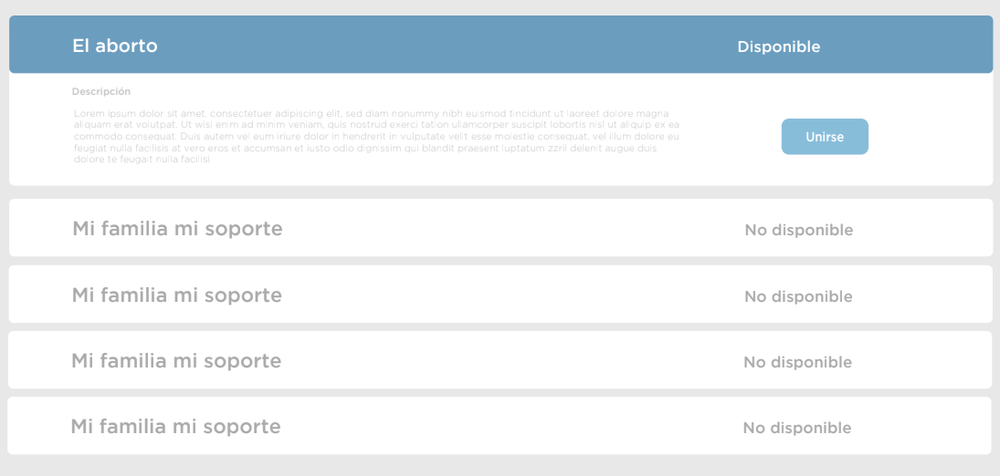 El aborto
Disponible
Descripción
Lorem ipsum dolor sit amet, consectetuer adipiscing elit, sed diam nonummy nibh euismod tincidunt ut laoreet dolore magna
aliquam erat volutpat. Ut wisi enim ad minim veniam, quis nostrud exerci tation ullamcorper suscipit lobortis nisl ut aliquip ex ea
commodo consequat. Duis autem vel eum iriure dolor in hendrerit in vulputate velit esse molestie consequat, vel illum dolore eu
feugiat nulla facilisis at vero eros et accumsan et iusto odio dignissim qui blandit praesent luptatum zzril delenit augue duis
dolore te feugait nulla facilisi.
Unirse
Mi familia mi soporte
No disponible
Mi familia mi soporte
No disponible
Mi familia mi soporte
No disponible
Mi familia mi soporte
No disponible